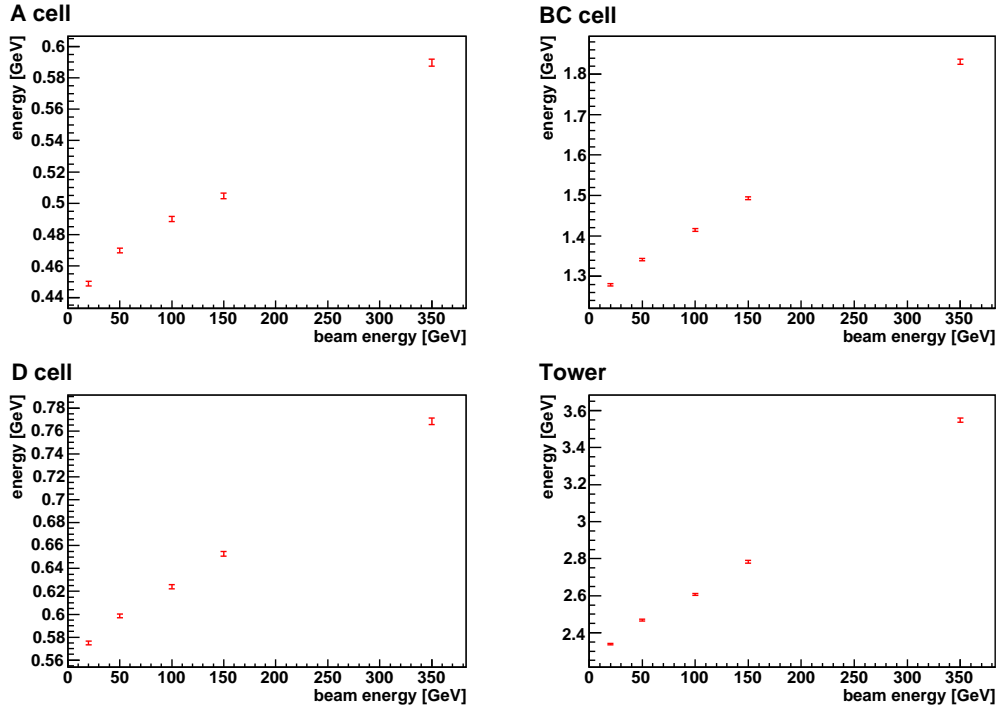 A cell
energy [GeV]
0.6
0.58
0.56
0.54
0.52
0.5
0.48
0.46
0.44
0 50 100 150 200 250 300 350
beam energy [GeV]
BC cell
energy [GeV]
1.8
1.7
1.6
1.5
1.4
1.3
0 50 100 150 200 250 300 350
beam energy [GeV]
D cell
energy [GeV]
0.78
0.76
0.74
0.72
0.7
0.68
0.66
0.64
0.62
0.6
0.58
0.56
0 50 100 150 200 250 300 350
beam energy [GeV]
Tower
energy [GeV]
3.6
3.4
3.2
3
2.8
2.6
2.4
0 50 100 150 200 250 300 350
beam energy [GeV]